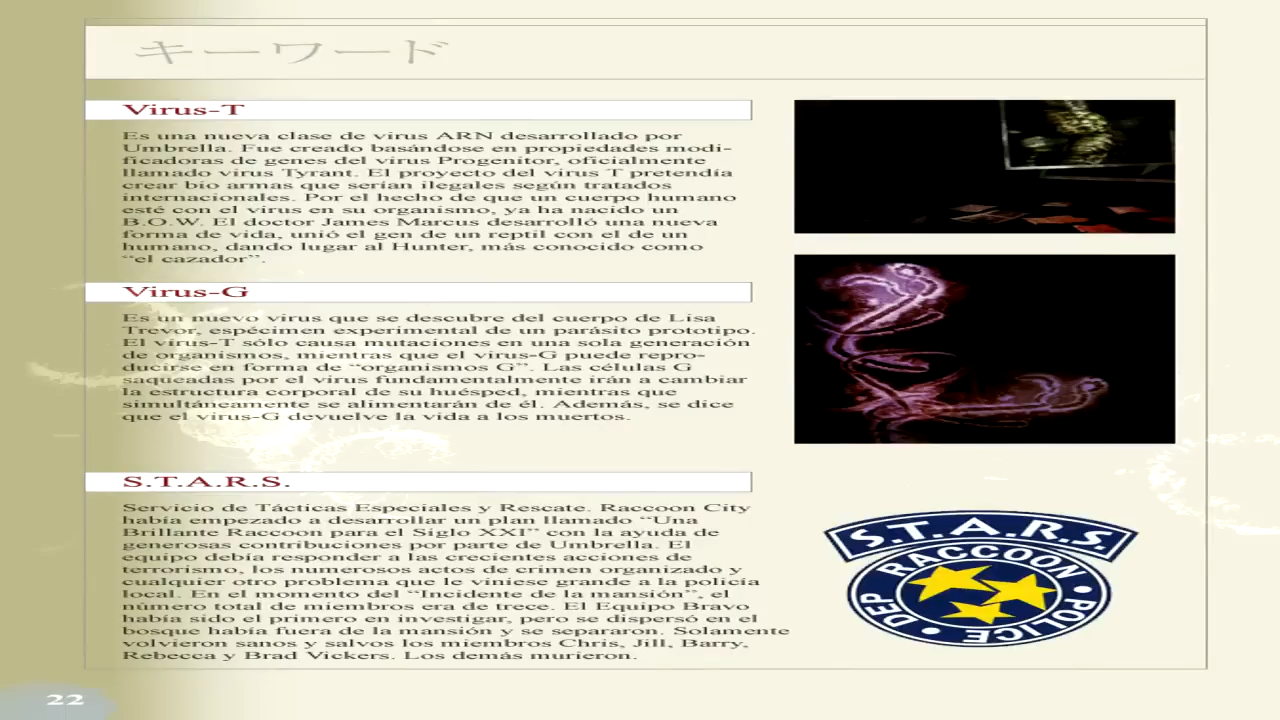 キーワード
Virus-T
Es una nueva clase de virus ARN desarrollado por
Umbrella. Fue creado basándose en propiedades modi-
ficadoras de genes del virus Progenitor, oficialmente
llamado virus Tyrant. El proyecto del virus T pretendía
crear bio armas que serían ilegales según tratados
internacionales. Por el hecho de que un cuerpo humano
esté con el virus en su organismo, ya ha nacido un
B.O.W. El doctor James Marcus desarrolló una nueva
forma de vida, unió el gen de un reptil con el de un
humano, dando lugar al Hunter, más conocido como
“el cazador”.
Virus-G
Es un nuevo virus que se descubre del cuerpo de Lisa
Trevor, espécimen experimental de un parásito prototipo.
El virus-T sólo causa mutaciones en una sola generación
de organismos, mientras que el virus-G puede repro-
ducirse en forma de “organismos G”. Las células G
saqueadas por el virus fundamentalmente irán a cambiar
la estructura corporal de su huésped, mientras que
simultáneamente se alimentarán de él. Además, se dice
que el virus-G devuelve la vida a los muertos.
S.T.A.R.S.
Servicio de Tácticas Especiales y Rescate. Raccoon City
había empezado a desarrollar un plan llamado “Una
Brillante Raccoon para el Siglo XXI” con la ayuda de
generosas contribuciones por parte de Umbrella. El
equipo debía responder a las crecientes acciones de
terrorismo, los numerosos actos de crimen organizado y
cualquier otro problema que le viniese grande a la policía
local. En el momento del “Incidente de la mansión”, el
número total de miembros era de trece. El Equipo Bravo
había sido el primero en investigar, pero se dispersó en el
bosque había fuera de la mansión y se separaron. Solamente
volvieron sanos y salvos los miembros Chris, Jill, Barry,
Rebecca y Brad Vickers. Los demás murieron.
S.T.A.R.S.
RACCOON • POLICE • DEP
22